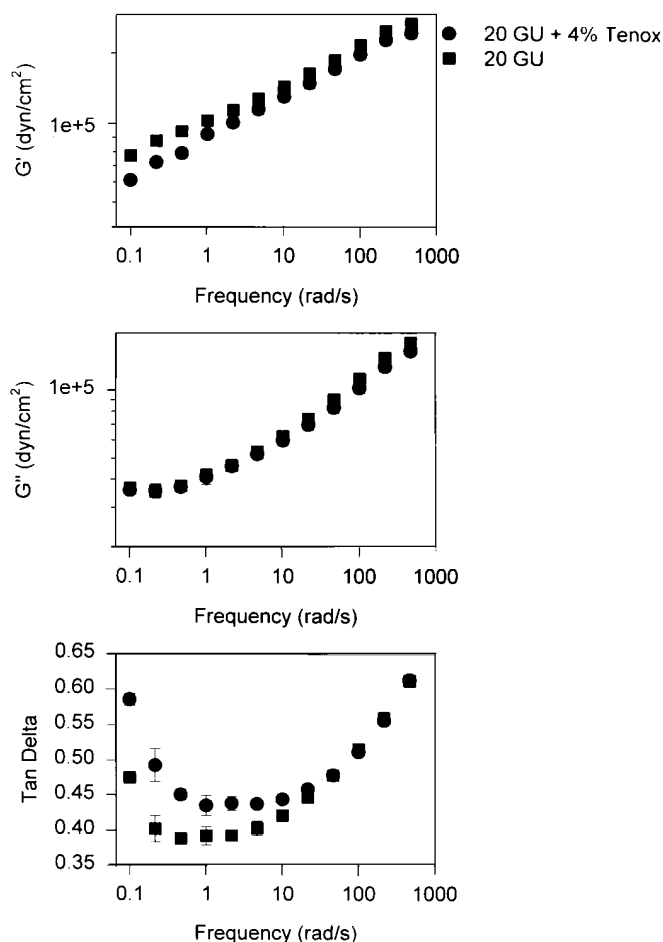 20 GU + 4% Tenox
20 GU
G' (dyn/cm²)
1e+5
0.1 1 10 100 1000
Frequency (rad/s)
G" (dyn/cm²)
1e+5
0.1 1 10 100 1000
Frequency (rad/s)
Tan Delta
0.65
0.60
0.55
0.50
0.45
0.40
0.35
0.1 1 10 100 1000
Frequency (rad/s)